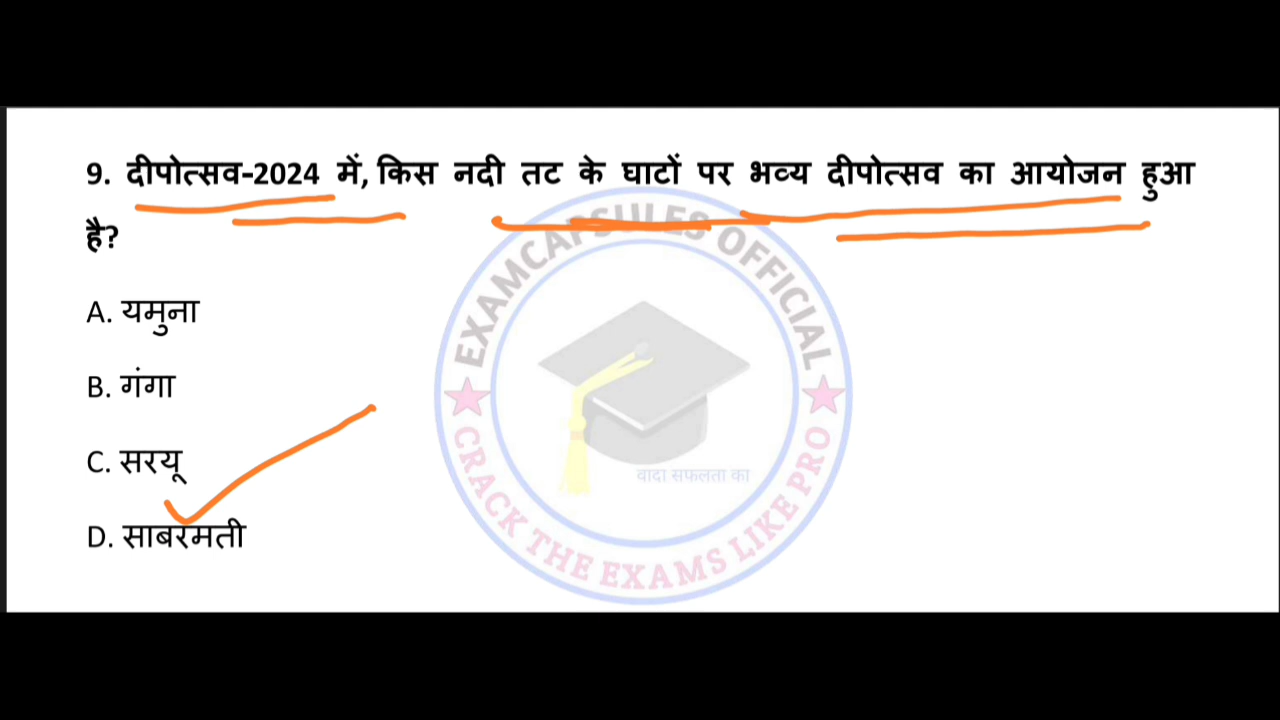 9. दीपोत्सव-2024 में, किस नदी तट के घाटों पर भव्य दीपोत्सव का आयोजन हुआ
है?
A. यमुना
B. गंगा
C. सरयू
D. साबरमती
EXAMCAPSULES OFFICIAL
वादा सफलता का
CRACK THE EXAMS LIKE PRO